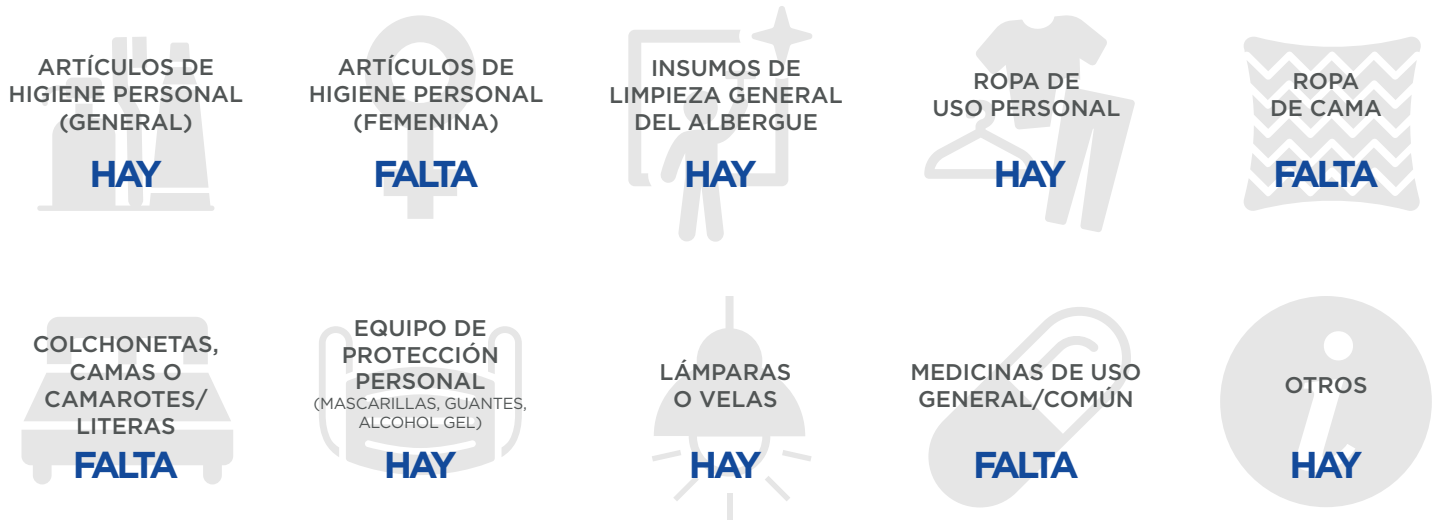 ARTÍCULOS DE
HIGIENE PERSONAL
(GENERAL)
HAY
ARTÍCULOS DE
HIGIENE PERSONAL
(FEMENINA)
FALTA
INSUMOS DE
LIMPIEZA GENERAL
DEL ALBERGUE
HAY
ROPA DE
USO PERSONAL
HAY
ROPA
DE CAMA
FALTA
COLCHONETAS,
CAMAS O
CAMAROTES/
LITERAS
FALTA
EQUIPO DE
PROTECCIÓN
PERSONAL
(MASCARILLAS, GUANTES,
ALCOHOL GEL)
HAY
LÁMPARAS
O VELAS
HAY
MEDICINAS DE USO
GENERAL/COMÚN
FALTA
OTROS
HAY